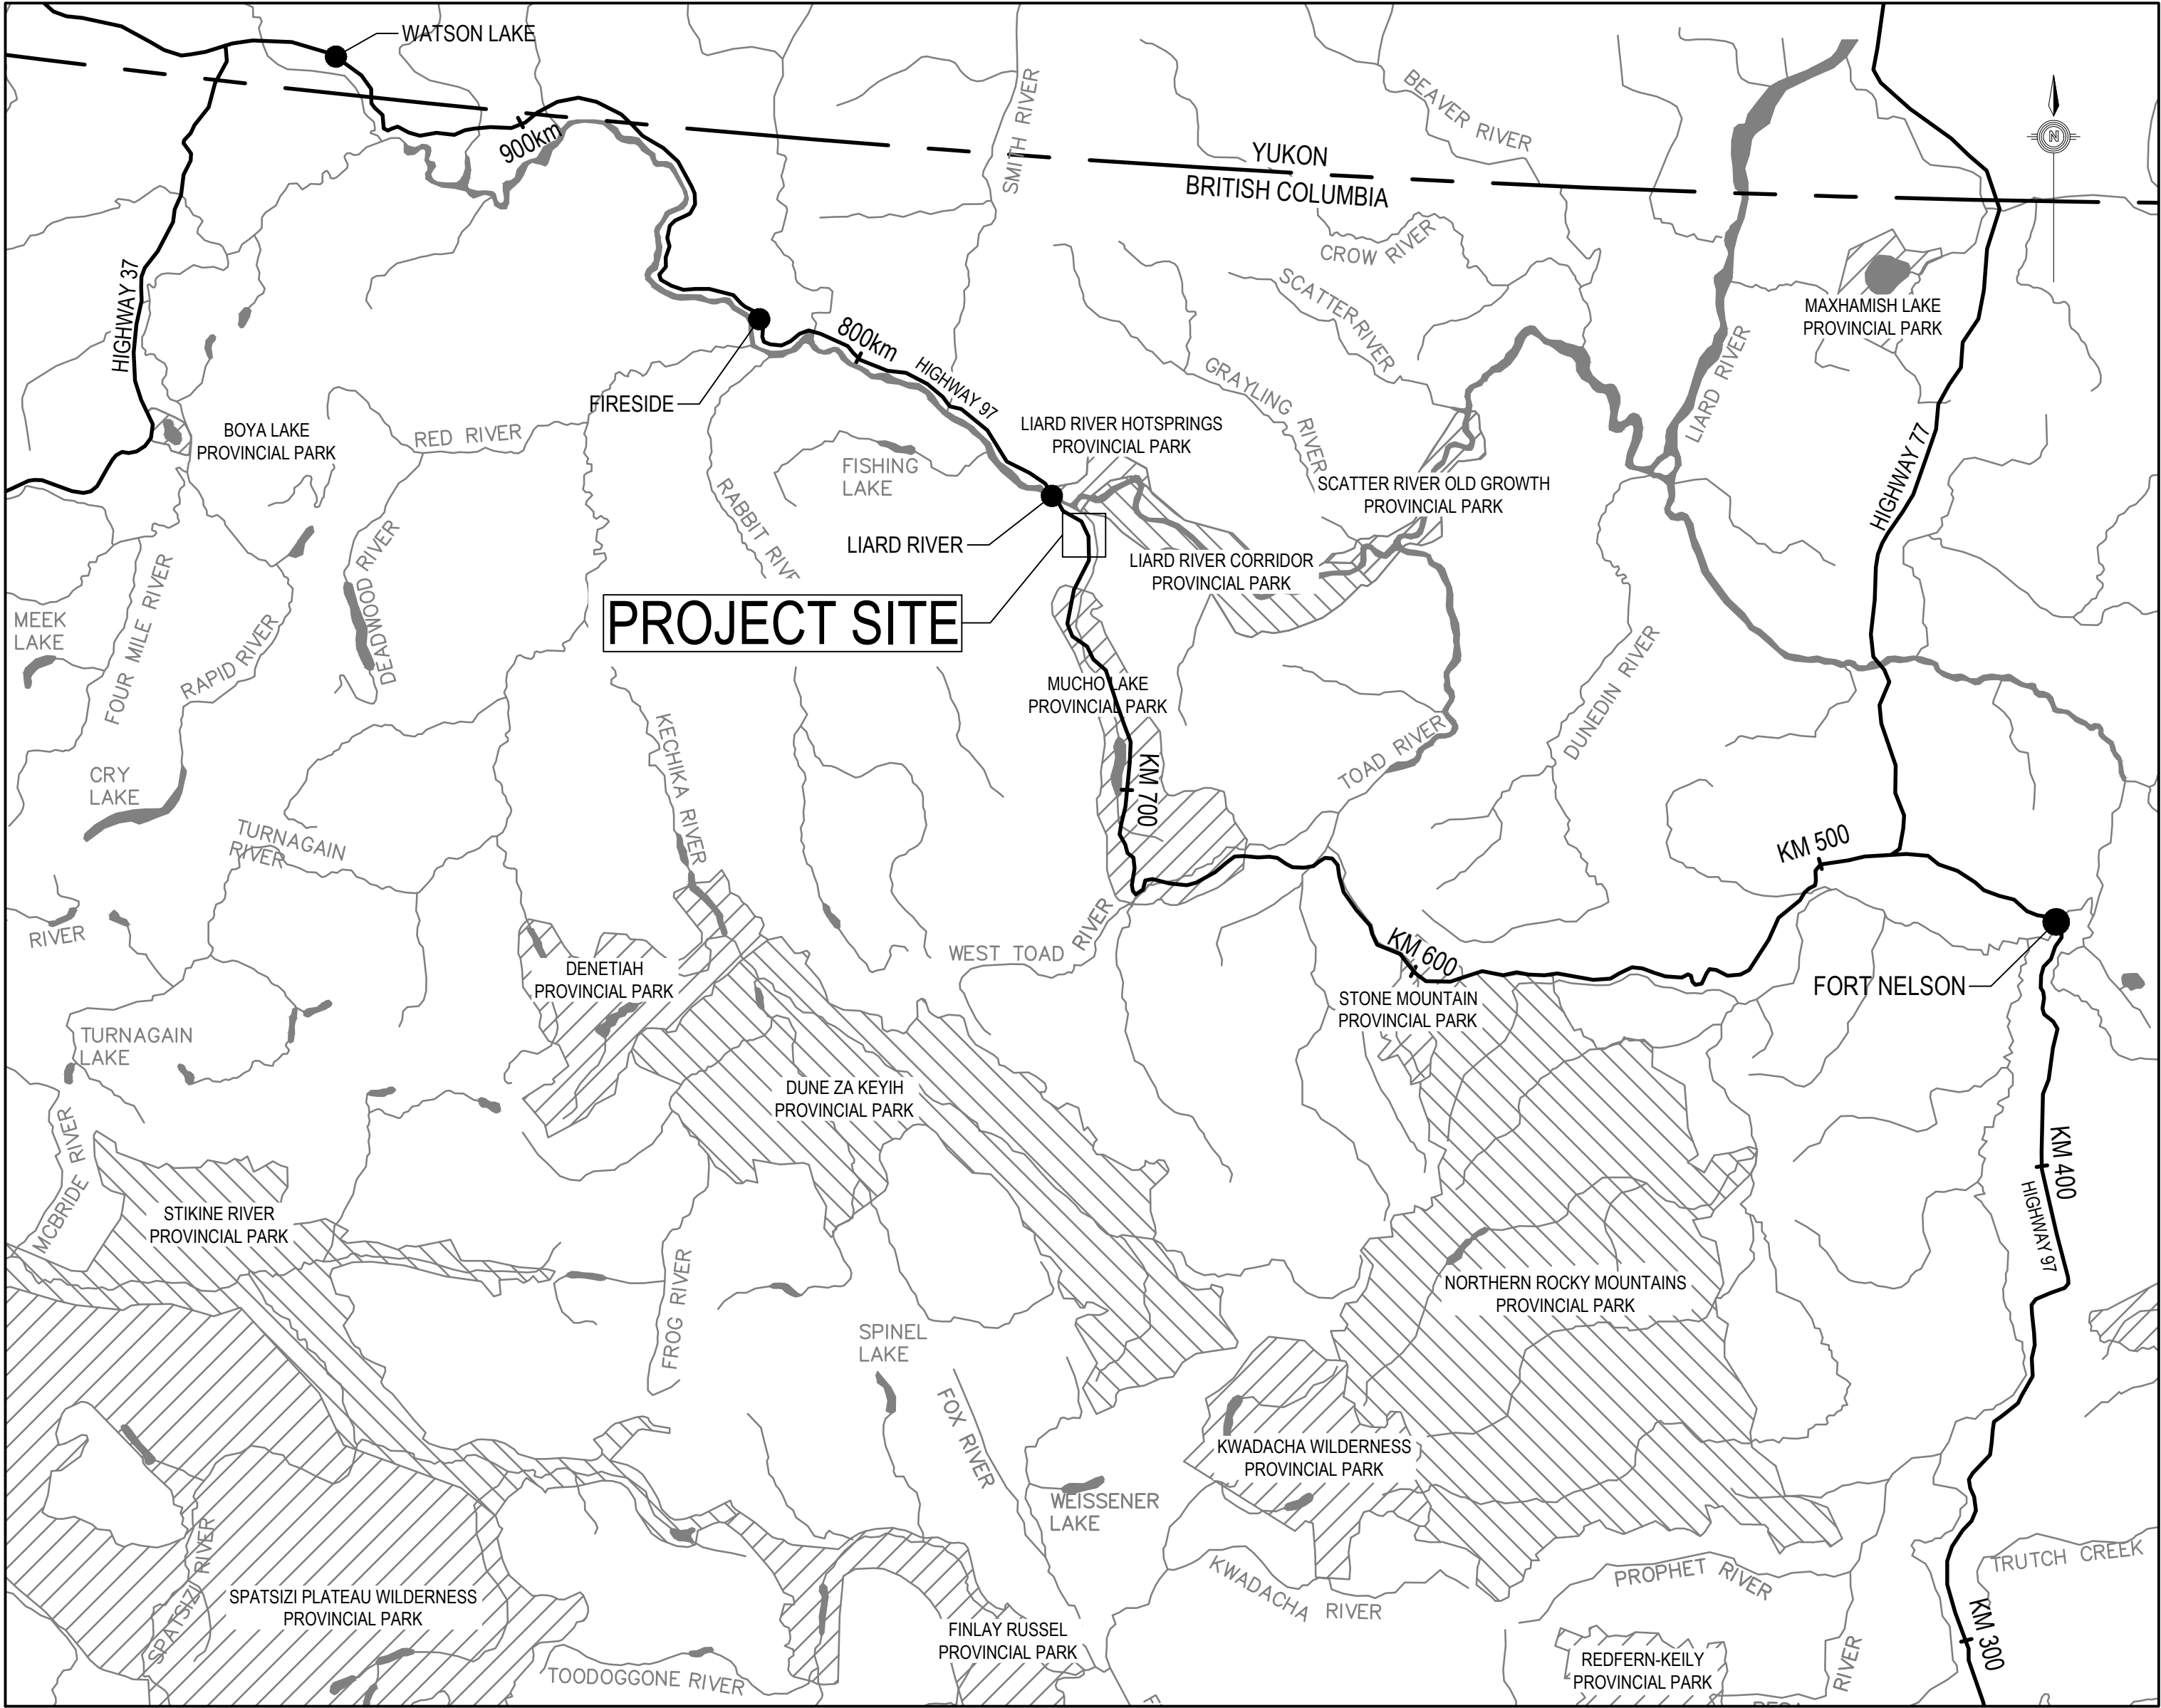 WATSON LAKE
900km
SMITH RIVER
BEAVER RIVER
YUKON
BRITISH COLUMBIA
N
CROW RIVER
SCATTER RIVER
MAXHAMISH LAKE
PROVINCIAL PARK
HIGHWAY 37
800km
HIGHWAY 97
FIRESIDE
GRAYLING RIVER
LIARD RIVER
HIGHWAY 77
BOYA LAKE
PROVINCIAL PARK
RED RIVER
FISHING
LAKE
LIARD RIVER HOTSPRINGS
PROVINCIAL PARK
SCATTER RIVER OLD GROWTH
PROVINCIAL PARK
RABBIT RIVER
LIARD RIVER
LIARD RIVER CORRIDOR
PROVINCIAL PARK
PROJECT SITE
MEEK
LAKE
FOUR MILE RIVER
RAPID RIVER
DEADWOOD RIVER
MUCHO LAKE
PROVINCIAL PARK
KM 700
TOAD RIVER
DUNEDIN RIVER
CRY
LAKE
TURNAGAIN
RIVER
KECHIKA RIVER
KM 500
RIVER
WEST TOAD RIVER
KM 600
FORT NELSON
DENETIAH
PROVINCIAL PARK
STONE MOUNTAIN
PROVINCIAL PARK
TURNAGAIN
LAKE
DUNE ZA KEYIH
PROVINCIAL PARK
MCBRIDE RIVER
KM 400
HIGHWAY 97
STIKINE RIVER
PROVINCIAL PARK
FROG RIVER
NORTHERN ROCKY MOUNTAINS
PROVINCIAL PARK
SPINEL
LAKE
FOX RIVER
KWADACHA WILDERNESS
PROVINCIAL PARK
WEISSENER
LAKE
SPATSIZI RIVER
SPATSIZI PLATEAU WILDERNESS
PROVINCIAL PARK
KWADACHA RIVER
PROPHET RIVER
TRUTCH CREEK
FINLAY RUSSEL
PROVINCIAL PARK
TOODOGGONE RIVER
REDFERN-KEILY
PROVINCIAL PARK
RIVER
KM 300